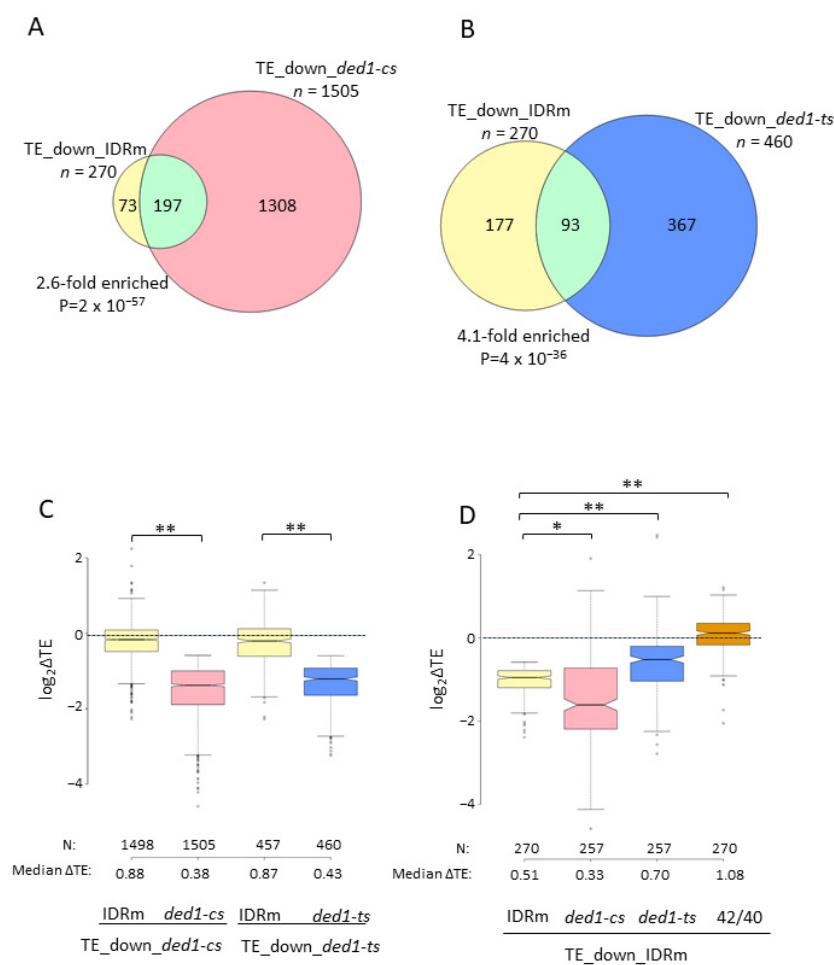 A
TE_down_ded1-cs
n = 1505
TE_down_IDRm
n = 270
73
197
1308
2.6-fold enriched
P=2 x 10⁻⁵⁷
B
TE_down_IDRm
n = 270
TE_down_ded1-ts
n = 460
177
93
367
4.1-fold enriched
P=4 x 10⁻³⁶
C
**
**
2
0
−2
−4
log₂ΔTE
N: 1498 1505 457 460
Median ΔTE: 0.88 0.38 0.87 0.43
IDRm ded1-cs IDRm ded1-ts
TE_down_ded1-cs TE_down_ded1-ts
D
**
**
*
2
0
−2
−4
log₂ΔTE
N: 270 257 257 270
Median ΔTE: 0.51 0.33 0.70 1.08
IDRm ded1-cs ded1-ts 42/40
TE_down_IDRm